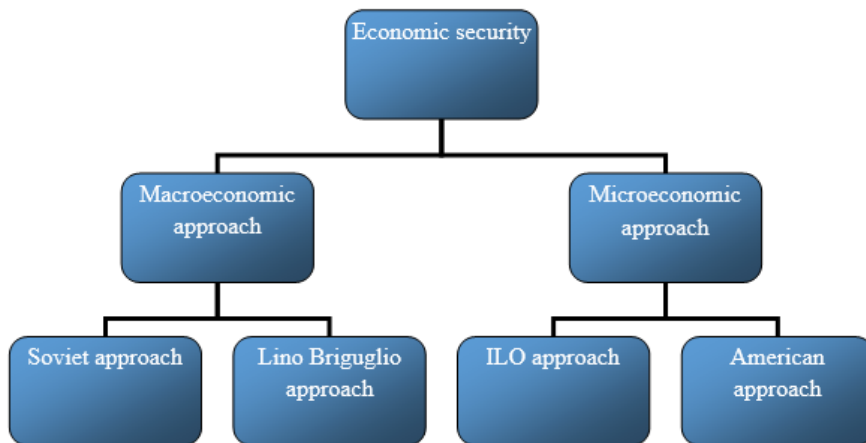 Economic security
Macroeconomic
approach
Microeconomic
approach
Soviet approach
Lino Briguglio
approach
ILO approach
American
approach